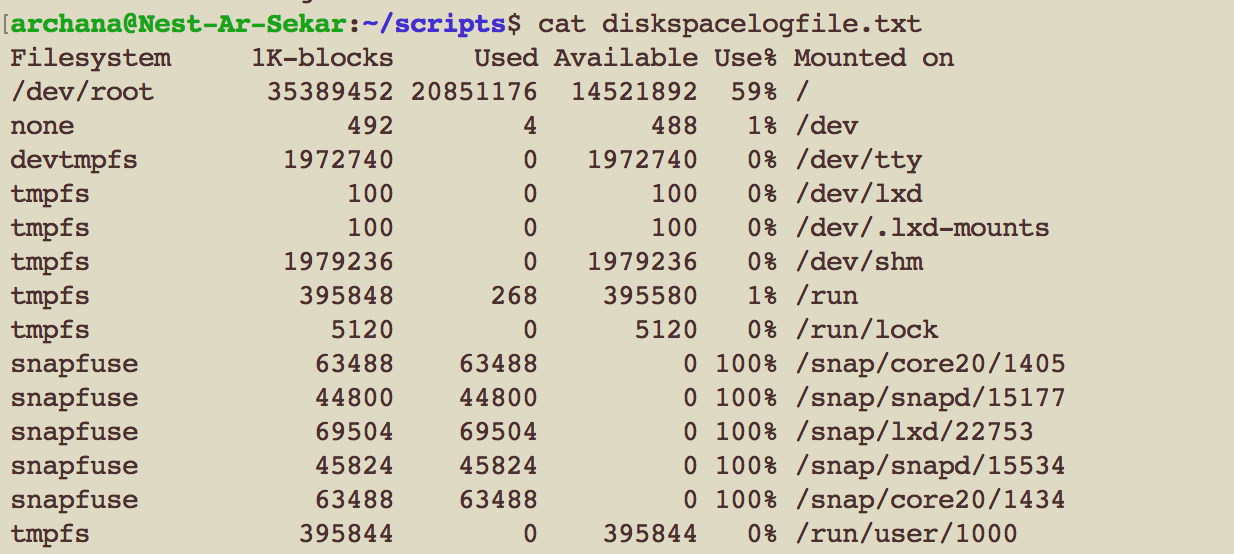 [archana@Nest-Ar-Sekar:~/scripts$ cat diskspacelogfile.txt
Filesystem     1K-blocks     Used Available Use% Mounted on
/dev/root       35389452 20851176  14521892  59% /
none                 492        4       488   1% /dev
devtmpfs         1972740        0   1972740   0% /dev/tty
tmpfs                100        0       100   0% /dev/lxd
tmpfs                100        0       100   0% /dev/.lxd-mounts
tmpfs            1979236        0   1979236   0% /dev/shm
tmpfs             395848      268    395580   1% /run
tmpfs               5120        0      5120   0% /run/lock
snapfuse           63488    63488         0 100% /snap/core20/1405
snapfuse           44800    44800         0 100% /snap/snapd/15177
snapfuse           69504    69504         0 100% /snap/lxd/22753
snapfuse           45824    45824         0 100% /snap/snapd/15534
snapfuse           63488    63488         0 100% /snap/core20/1434
tmpfs             395844        0    395844   0% /run/user/1000